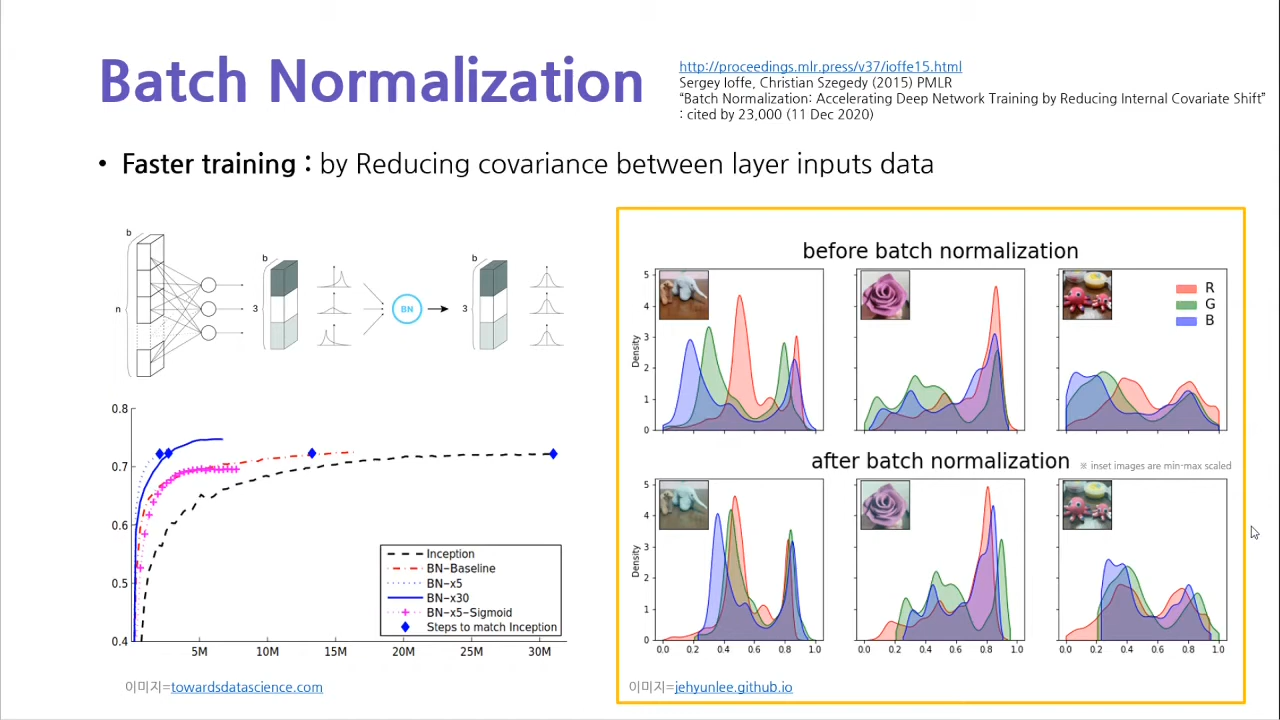 Batch Normalization
http://proceedings.mlr.press/v37/ioffe15.html
Sergey Ioffe, Christian Szegedy (2015) PMLR
“Batch Normalization: Accelerating Deep Network Training by Reducing Internal Covariate Shift”
: cited by 23,000 (11 Dec 2020)
• Faster training : by Reducing covariance between layer inputs data
b
n
b
3
BN
b
3
0.8
0.7
0.6
0.5
0.4
5M 10M 15M 20M 25M 30M
Inception
BN-Baseline
BN-x5
BN-x30
BN-x5-Sigmoid
Steps to match Inception
이미지=towardsdatascience.com
before batch normalization
5
4
3
2
1
0
Density
R
G
B
after batch normalization
※ inset images are min-max scaled
5
4
3
2
1
0
Density
0.0 0.2 0.4 0.6 0.8 1.0
0.0 0.2 0.4 0.6 0.8 1.0
0.0 0.2 0.4 0.6 0.8 1.0
이미지=jehyunlee.github.io